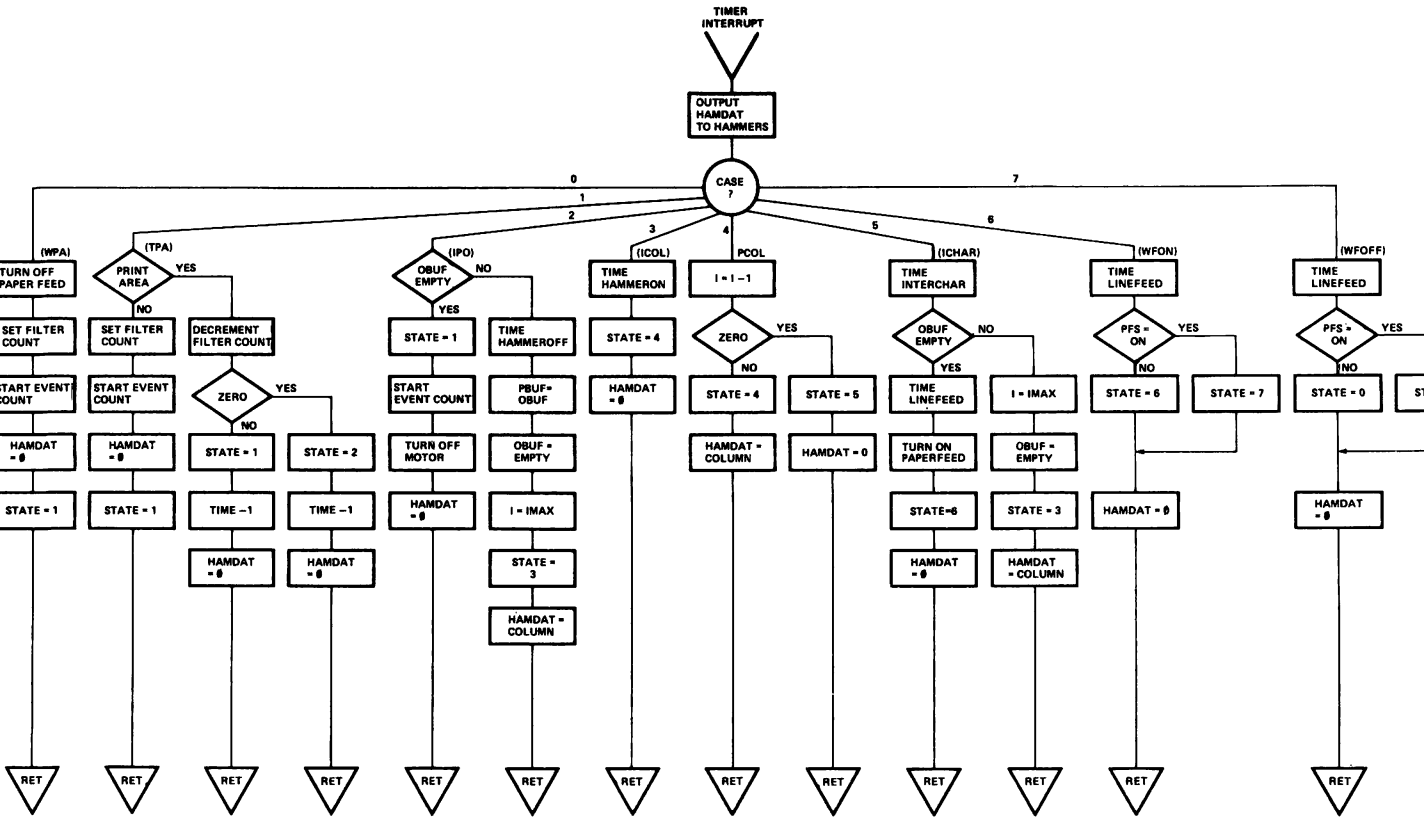 TIMER
INTERRUPT
OUTPUT
HAMDAT
TO HAMMERS
CASE
?
0
1
2
3
4
5
6
7
(WPA)
TURN OFF
PAPER FEED
SET FILTER
COUNT
START EVENT
COUNT
HAMDAT
= 0
STATE = 1
RET
(TPA)
PRINT
AREA
YES
NO
SET FILTER
COUNT
START EVENT
COUNT
HAMDAT
= 0
STATE = 1
RET
DECREMENT
FILTER COUNT
ZERO
YES
NO
STATE = 1
TIME -1
HAMDAT
= 0
RET
STATE = 2
TIME -1
HAMDAT
= 0
RET
(IPO)
OBUF
EMPTY
NO
YES
STATE = 1
START
EVENT COUNT
TURN OFF
MOTOR
HAMDAT
= 0
RET
TIME
HAMMEROFF
PBUF=
OBUF
OBUF =
EMPTY
I = IMAX
STATE =
3
HAMDAT =
COLUMN
RET
(ICOL)
TIME
HAMMERON
STATE = 4
HAMDAT
= 0
RET
PCOL
I = I -1
ZERO
YES
NO
STATE = 4
HAMDAT =
COLUMN
RET
STATE = 5
HAMDAT = 0
RET
(ICHAR)
TIME
INTERCHAR
OBUF
EMPTY
NO
YES
TIME
LINEFEED
TURN ON
PAPERFEED
STATE=6
HAMDAT
= 0
RET
I = IMAX
OBUF =
EMPTY
STATE = 3
HAMDAT
= COLUMN
RET
(WFON)
TIME
LINEFEED
PFS =
ON
YES
NO
STATE = 6
STATE = 7
HAMDAT = 0
RET
(WFOFF)
TIME
LINEFEED
PFS =
ON
YES
NO
STATE = 0
HAMDAT
= 0
RET